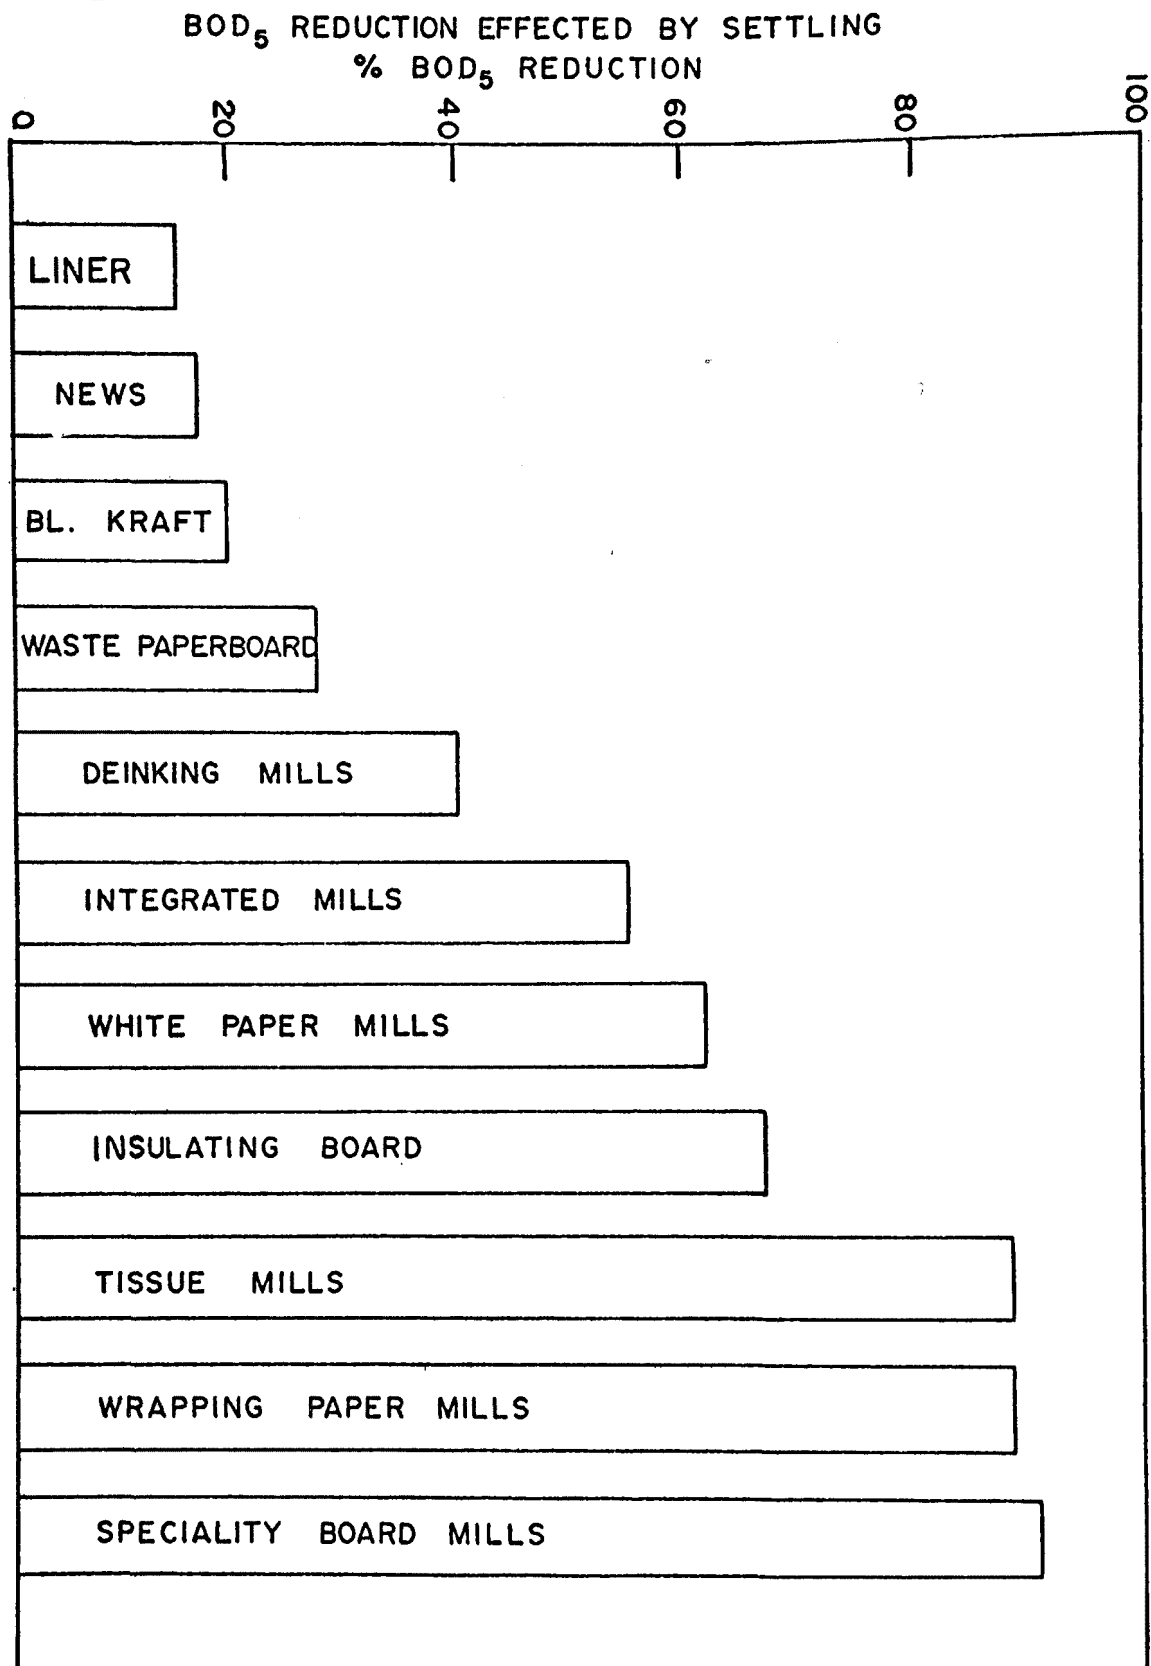 BOD5 REDUCTION EFFECTED BY SETTLING
% BOD5 REDUCTION
0 20 40 60 80 100
LINER
NEWS
BL. KRAFT
WASTE PAPERBOARD
DEINKING MILLS
INTEGRATED MILLS
WHITE PAPER MILLS
INSULATING BOARD
TISSUE MILLS
WRAPPING PAPER MILLS
SPECIALITY BOARD MILLS